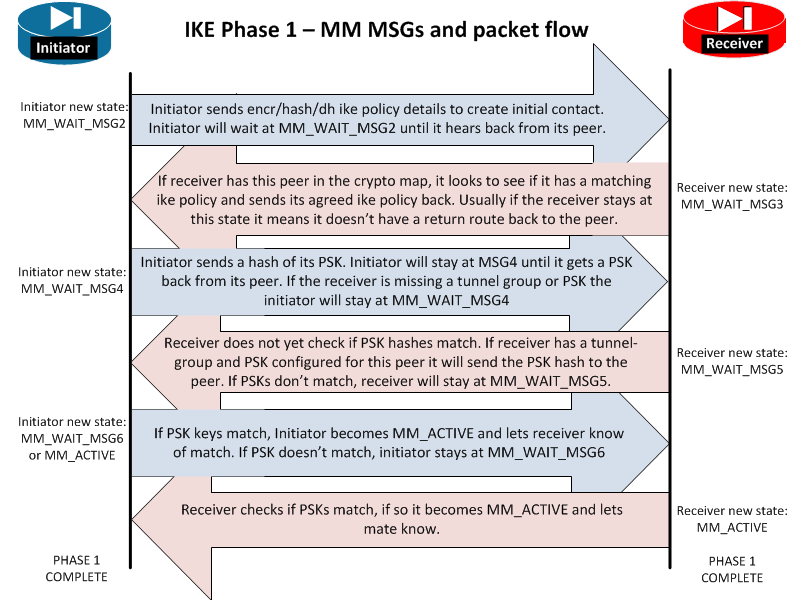 IKE Phase 1 – MM MSGs and packet flow
Initiator
Receiver
Initiator new state:
MM_WAIT_MSG2
Initiator sends encr/hash/dh ike policy details to create initial contact.
Initiator will wait at MM_WAIT_MSG2 until it hears back from its peer.
If receiver has this peer in the crypto map, it looks to see if it has a matching
ike policy and sends its agreed ike policy back. Usually if the receiver stays at
this state it means it doesn't have a return route back to the peer.
Receiver new state:
MM_WAIT_MSG3
Initiator new state:
MM_WAIT_MSG4
Initiator sends a hash of its PSK. Initiator will stay at MSG4 until it gets a PSK
back from its peer. If the receiver is missing a tunnel group or PSK the
initiator will stay at MM_WAIT_MSG4
Receiver does not yet check if PSK hashes match. If receiver has a tunnel-
group and PSK configured for this peer it will send the PSK hash to the
peer. If PSKs don't match, receiver will stay at MM_WAIT_MSG5.
Receiver new state:
MM_WAIT_MSG5
Initiator new state:
MM_WAIT_MSG6
or MM_ACTIVE
If PSK keys match, Initiator becomes MM_ACTIVE and lets receiver know
of match. If PSK doesn't match, initiator stays at MM_WAIT_MSG6
Receiver checks if PSKs match, if so it becomes MM_ACTIVE and lets
mate know.
Receiver new state:
MM_ACTIVE
PHASE 1
COMPLETE
PHASE 1
COMPLETE